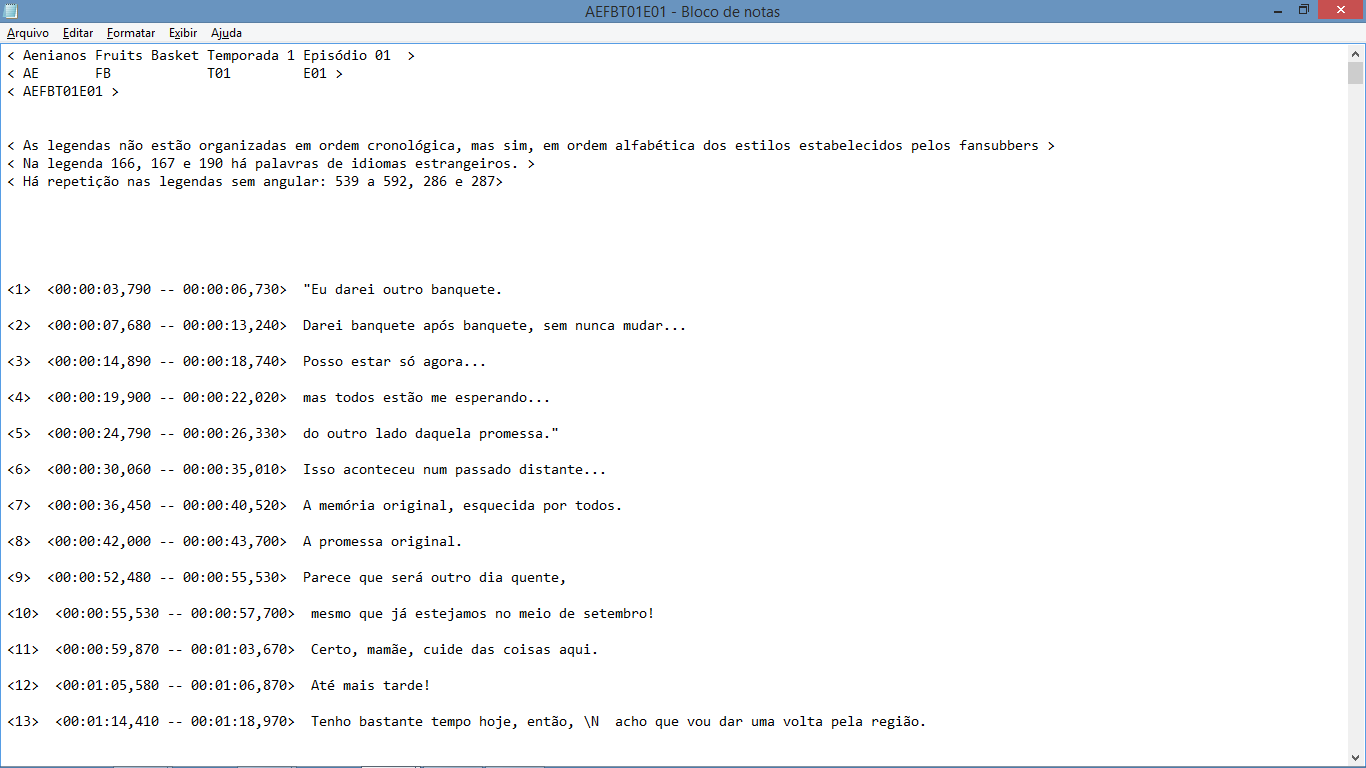 AEFBT01E01 - Bloco de notas
Arquivo Editar Formatar Exibir Ajuda
< Aenianos Fruits Basket Temporada 1 Episódio 01 >
< AE FB T01 E01 >
< AEFBT01E01 >
< As legendas não estão organizadas em ordem cronológica, mas sim, em ordem alfabética dos estilos estabelecidos pelos fansubbers >
< Na legenda 166, 167 e 190 há palavras de idiomas estrangeiros. >
< Há repetição nas legendas sem angular: 539 a 592, 286 e 287>
<1> <00:00:03,790 -- 00:00:06,730> "Eu darei outro banquete.
<2> <00:00:07,680 -- 00:00:13,240> Darei banquete após banquete, sem nunca mudar...
<3> <00:00:14,890 -- 00:00:18,740> Posso estar só agora...
<4> <00:00:19,900 -- 00:00:22,020> mas todos estão me esperando...
<5> <00:00:24,790 -- 00:00:26,330> do outro lado daquela promessa."
<6> <00:00:30,060 -- 00:00:35,010> Isso aconteceu num passado distante...
<7> <00:00:36,450 -- 00:00:40,520> A memória original, esquecida por todos.
<8> <00:00:42,000 -- 00:00:43,700> A promessa original.
<9> <00:00:52,480 -- 00:00:55,530> Parece que será outro dia quente,
<10> <00:00:55,530 -- 00:00:57,700> mesmo que já estejamos no meio de setembro!
<11> <00:00:59,870 -- 00:01:03,670> Certo, mamãe, cuide das coisas aqui.
<12> <00:01:05,580 -- 00:01:06,870> Até mais tarde!
<13> <00:01:14,410 -- 00:01:18,970> Tenho bastante tempo hoje, então, \N acho que vou dar uma volta pela região.